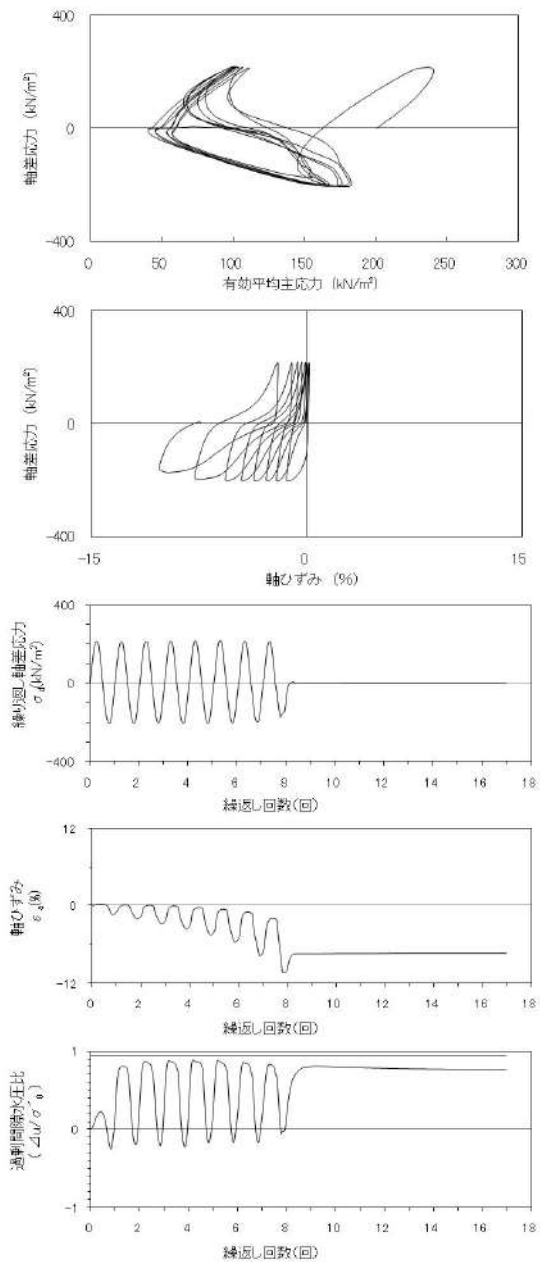 400
0
-400
軸差応力 (kN/m²)
0 50 100 150 200 250 300
有効平均主応力 (kN/m²)
400
0
-400
軸差応力 (kN/m²)
-15 0 15
軸ひずみ (%)
400
0
-400
繰り返し軸差応力
σd(kN/m²)
0 2 4 6 8 10 12 14 16 18
繰返し回数(回)
12
0
-12
軸ひずみ
εa(%)
0 2 4 6 8 10 12 14 16 18
繰返し回数(回)
1
0
-1
過剰間隙水圧比
(⊿u/σ'0)
0 2 4 6 8 10 12 14 16 18
繰返し回数(回)